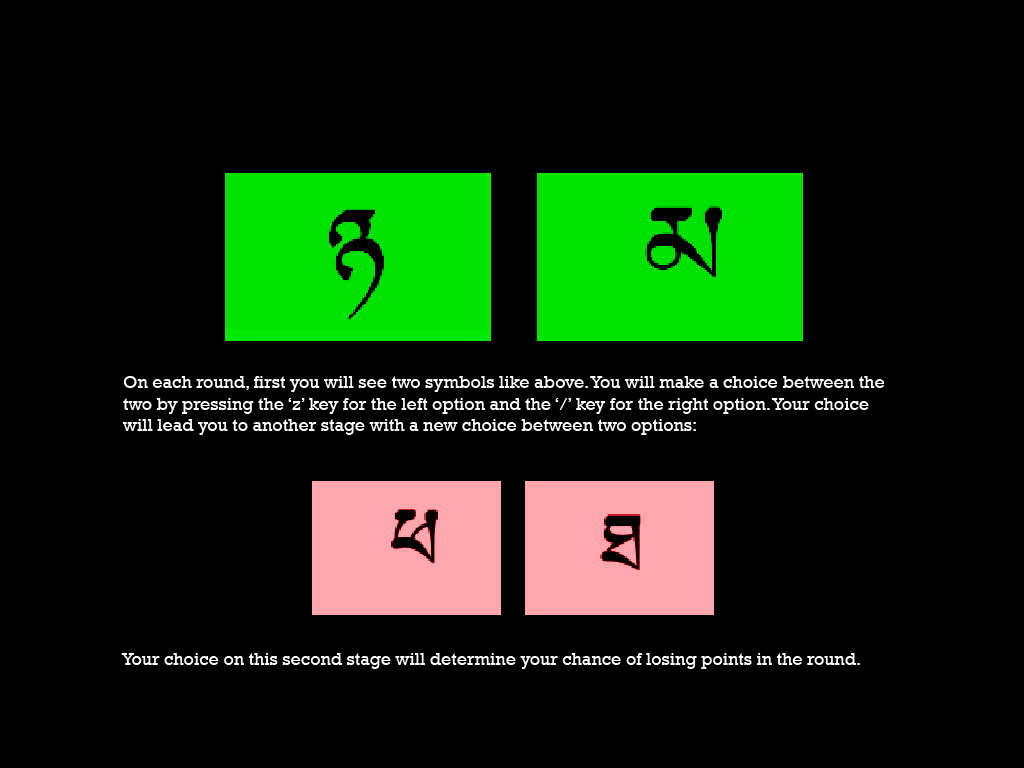 ཉ མ
On each round, first you will see two symbols like above. You will make a choice between the
two by pressing the ‘z’ key for the left option and the ‘/’ key for the right option. Your choice
will lead you to another stage with a new choice between two options:
Your choice on this second stage will determine your chance of losing points in the round.